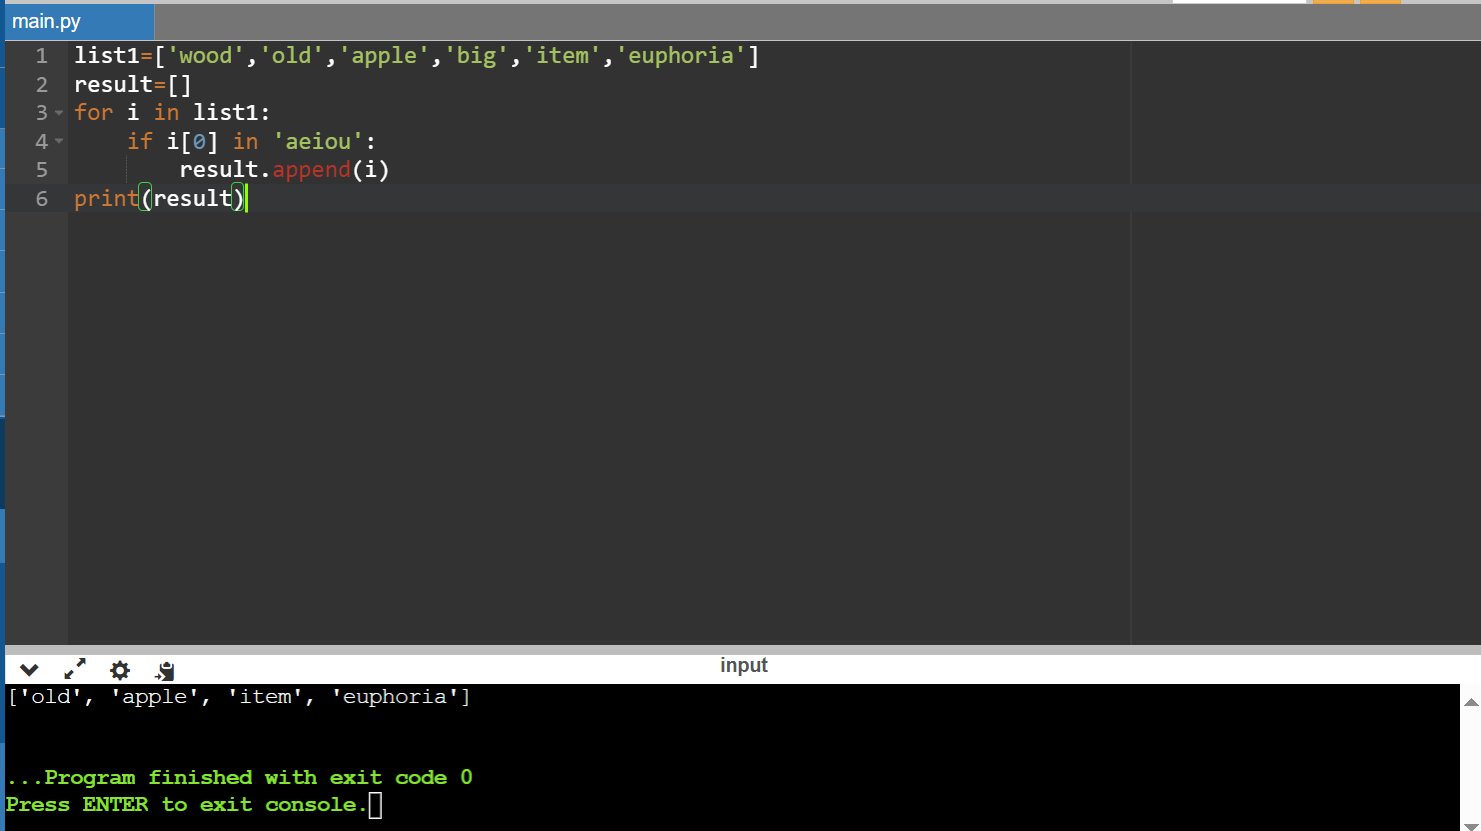 main.py
1 list1=['wood','old','apple','big','item','euphoria']
2 result=[]
3 for i in list1:
4     if i[0] in 'aeiou':
5         result.append(i)
6 print(result)
input
['old', 'apple', 'item', 'euphoria']
...Program finished with exit code 0
Press ENTER to exit console.